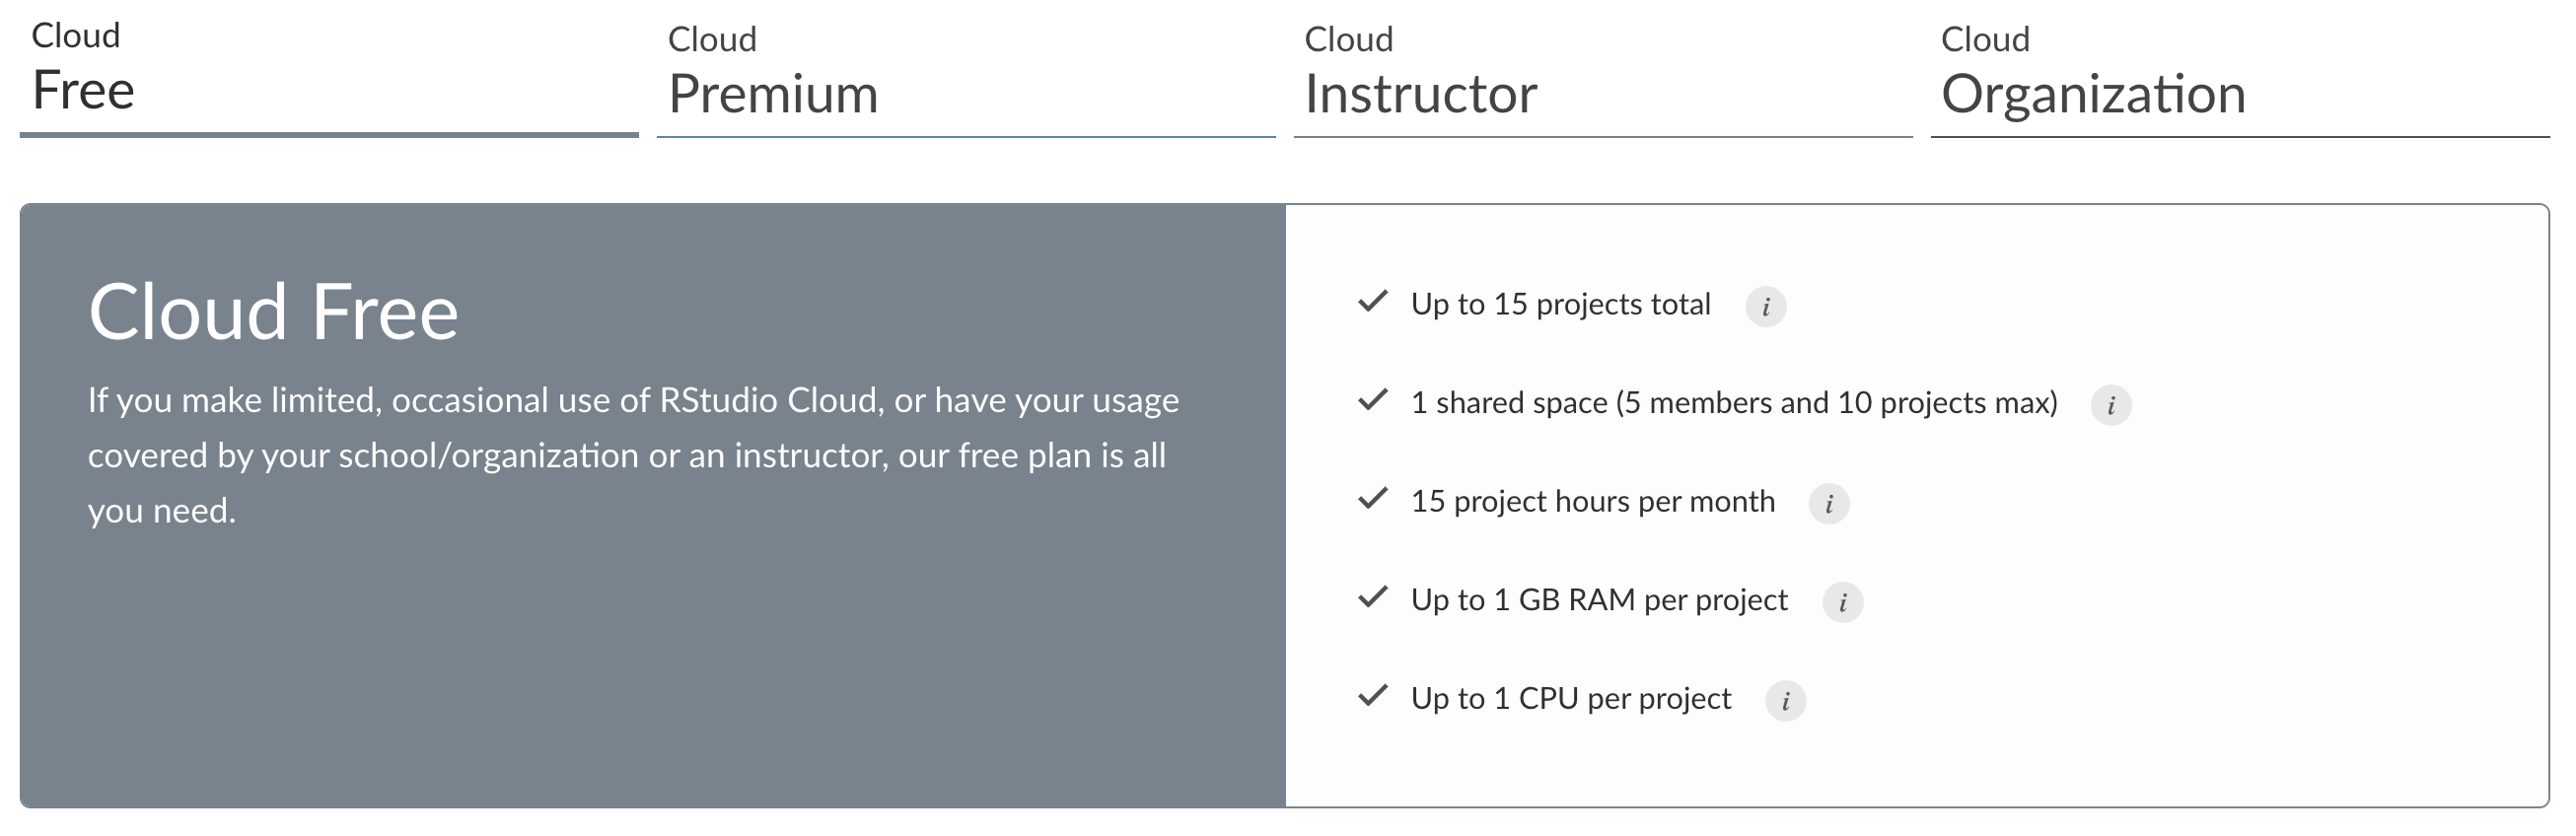 Cloud
Free
Cloud
Premium
Cloud
Instructor
Cloud
Organization
Cloud Free
If you make limited, occasional use of RStudio Cloud, or have your usage
covered by your school/organization or an instructor, our free plan is all
you need.
Up to 15 projects total i
1 shared space (5 members and 10 projects max) i
15 project hours per month i
Up to 1 GB RAM per project i
Up to 1 CPU per project i